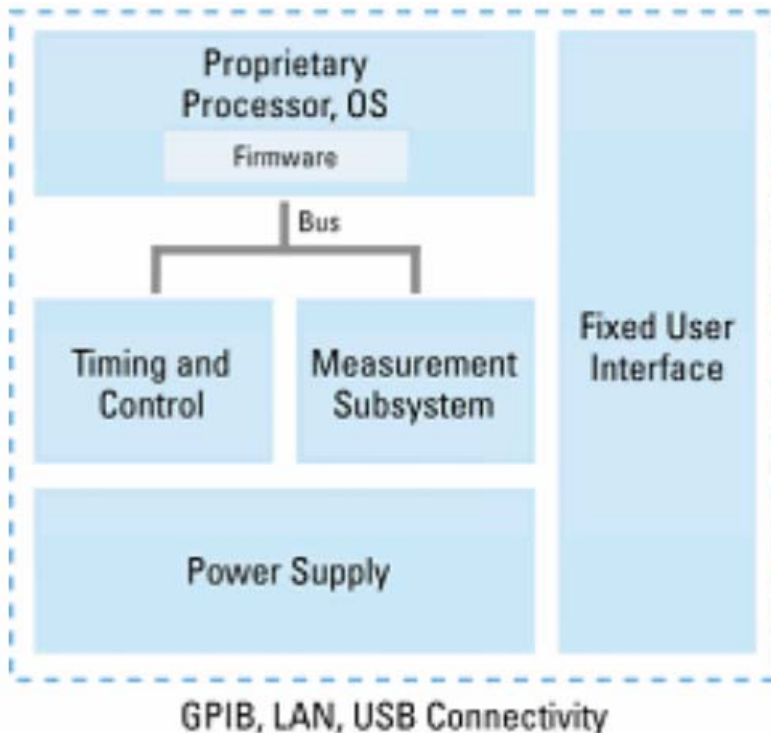 Proprietary
Processor, OS
Firmware
Bus
Timing and
Control
Measurement
Subsystem
Fixed User
Interface
Power Supply
GPIB, LAN, USB Connectivity